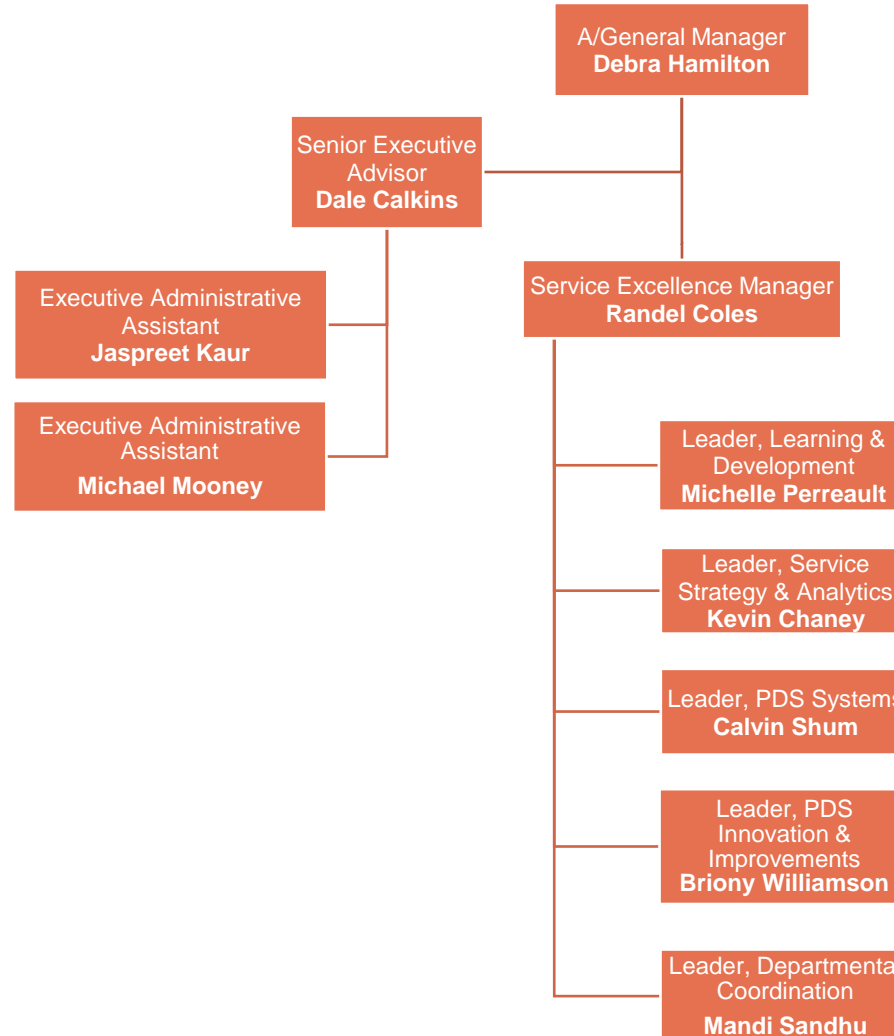 A/General Manager
Debra Hamilton
Senior Executive
Advisor
Dale Calkins
Service Excellence Manager
Randel Coles
Executive Administrative
Assistant
Jaspreet Kaur
Executive Administrative
Assistant
Michael Mooney
Leader, Learning &
Development
Michelle Perreault
Leader, Service
Strategy & Analytics
Kevin Chaney
Leader, PDS Systems
Calvin Shum
Leader, PDS
Innovation &
Improvements
Briony Williamson
Leader, Departmenta
Coordination
Mandi Sandhu